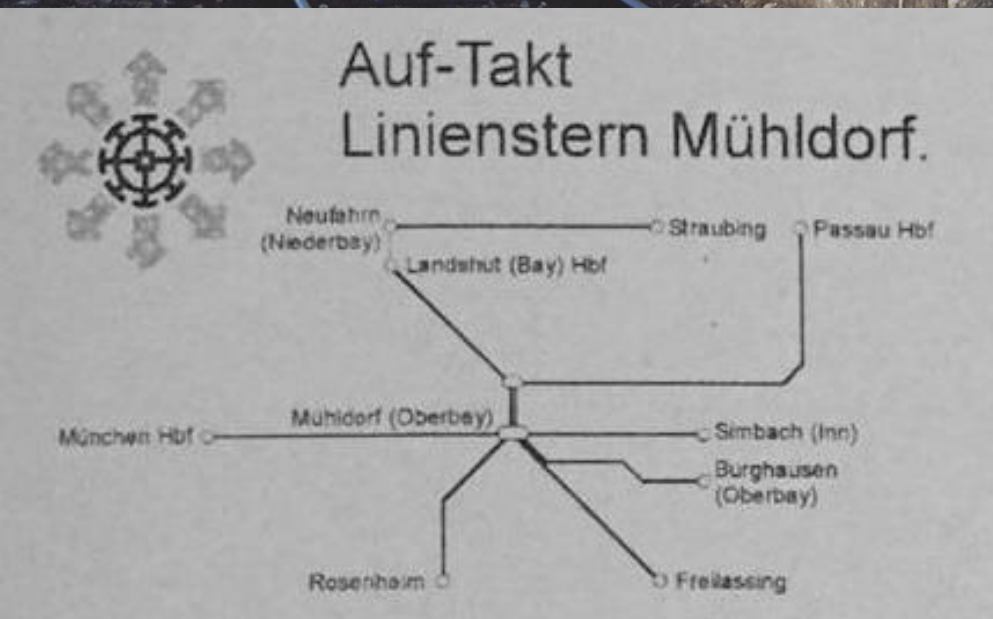 Auf-Takt
Linienstern Mühldorf.
Neufahrn
(Niederbay)
Straubing
Passau Hbf
Landshut (Bay) Hbf
Mühldorf (Oberbay)
München Hbf
Simbach (Inn)
Burghausen
(Oberbay)
Rosenheim
Freilassing